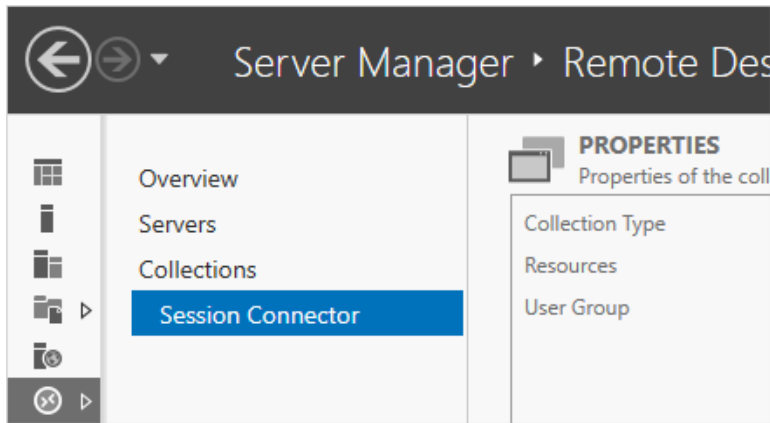 Server Manager ‣ Remote Des
Overview
Servers
Collections
Session Connector
PROPERTIES
Properties of the coll
Collection Type
Resources
User Group